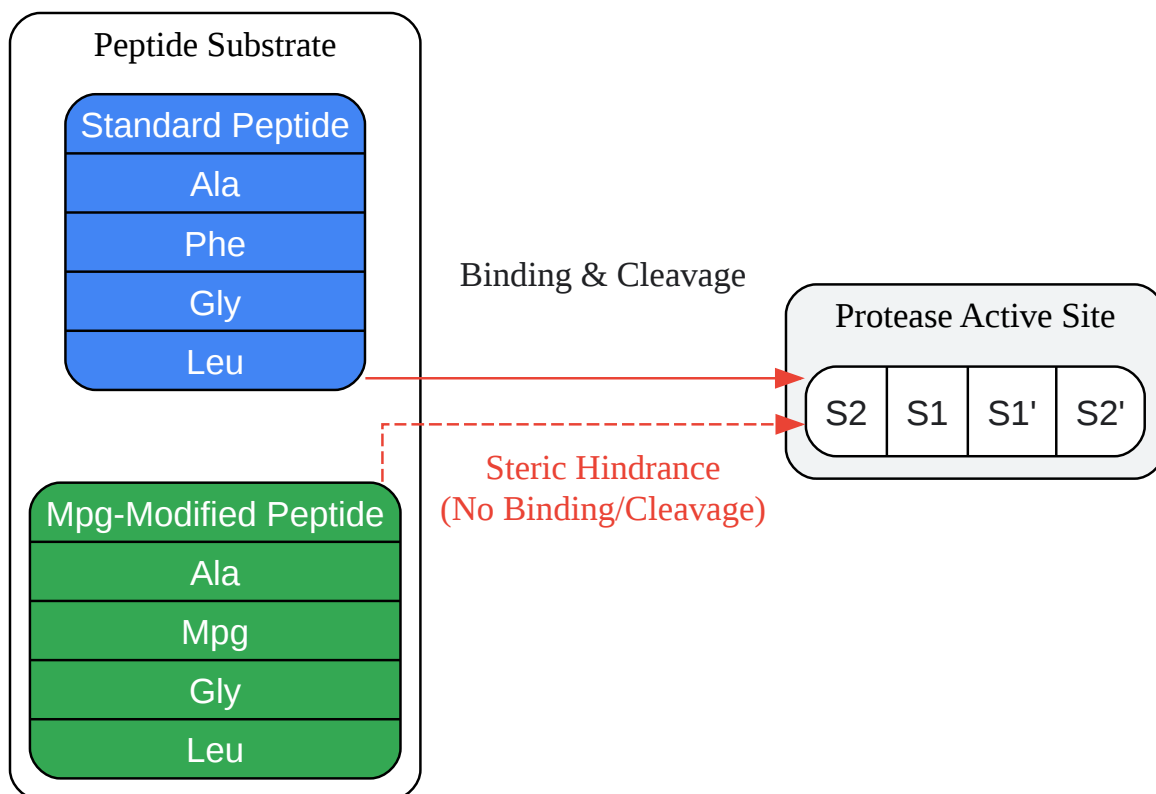 Peptide Substrate
Standard Peptide
Ala
Phe
Gly
Leu
Binding & Cleavage
Protease Active Site
S2 S1 S1' S2'
Steric Hindrance
(No Binding/Cleavage)
Mpg-Modified Peptide
Ala
Mpg
Gly
Leu